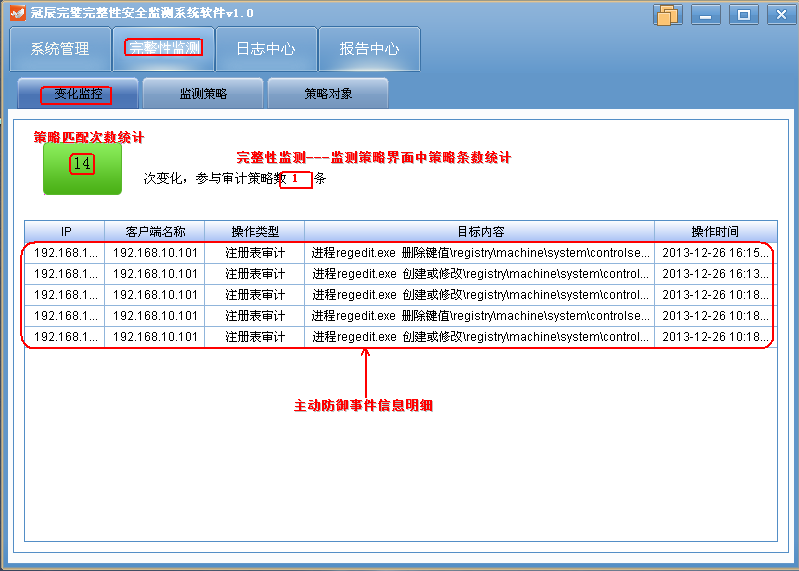 冠辰完璧完整性安全监测系统软件v1.0
系统管理 完整性监测 日志中心 报告中心
变化监控 监测策略 策略对象
策略匹配次数统计
14
完整性监测---监测策略界面中策略条数统计
次变化，参与审计策略数 1 条
IP 客户端名称 操作类型 目标内容 操作时间
192.168.1... 192.168.10.101 注册表审计 进程regedit.exe 删除键值\registry\machine\system\controlse... 2013-12-26 16:15...
192.168.1... 192.168.10.101 注册表审计 进程regedit.exe 创建或修改\registry\machine\system\control... 2013-12-26 16:13...
192.168.1... 192.168.10.101 注册表审计 进程regedit.exe 创建或修改\registry\machine\system\control... 2013-12-26 10:18...
192.168.1... 192.168.10.101 注册表审计 进程regedit.exe 删除键值\registry\machine\system\controlse... 2013-12-26 10:18...
192.168.1... 192.168.10.101 注册表审计 进程regedit.exe 创建或修改\registry\machine\system\control... 2013-12-26 10:18...
主动防御事件信息明细